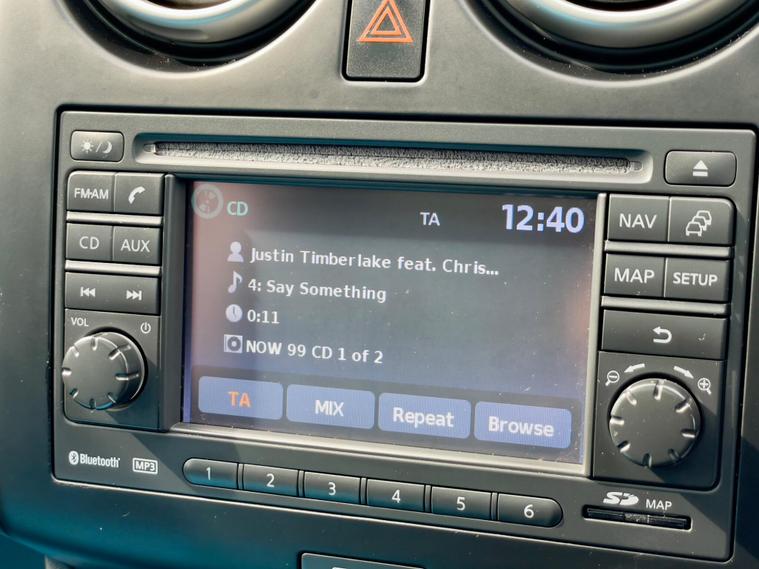 CD
TA
12:40
Justin Timberlake feat. Chris...
4: Say Something
0:11
NOW 99 CD 1 of 2
TA
MIX
Repeat
Browse
FM·AM
CD
AUX
VOL
NAV
MAP
SETUP
Bluetooth
MP3
1
2
3
4
5
6
SD
MAP